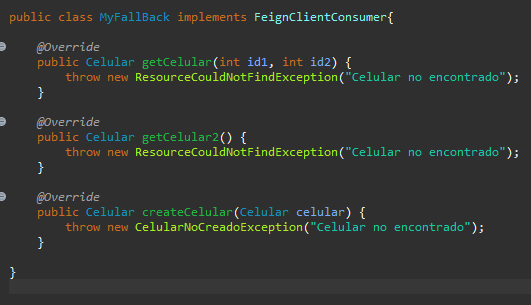 public class MyFallBack implements FeignClientConsumer{
@Override
public Celular getCelular(int id1, int id2) {
throw new ResourceCouldNotFindException("Celular no encontrado");
}
@Override
public Celular getCelular2() {
throw new ResourceCouldNotFindException("Celular no encontrado");
}
@Override
public Celular createCelular(Celular celular) {
throw new CelularNoCreadoException("Celular no encontrado");
}
}